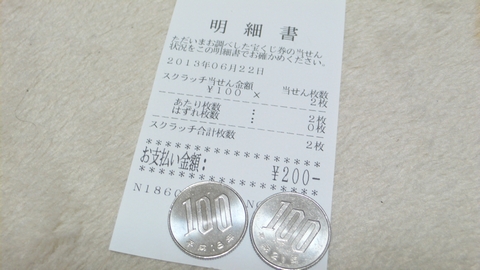 明細書
ただいまお調べした宝くじ券の当せん
状況をこの明細書でお確かめください。
2013年06月22日
スクラッチ当せん金額 当せん枚数
¥100 × 2枚
あたり枚数 : 2枚
はずれ枚数 : 0枚
スクラッチ合計枚数 2枚
お支払い金額: ¥200-
N1860
100
100